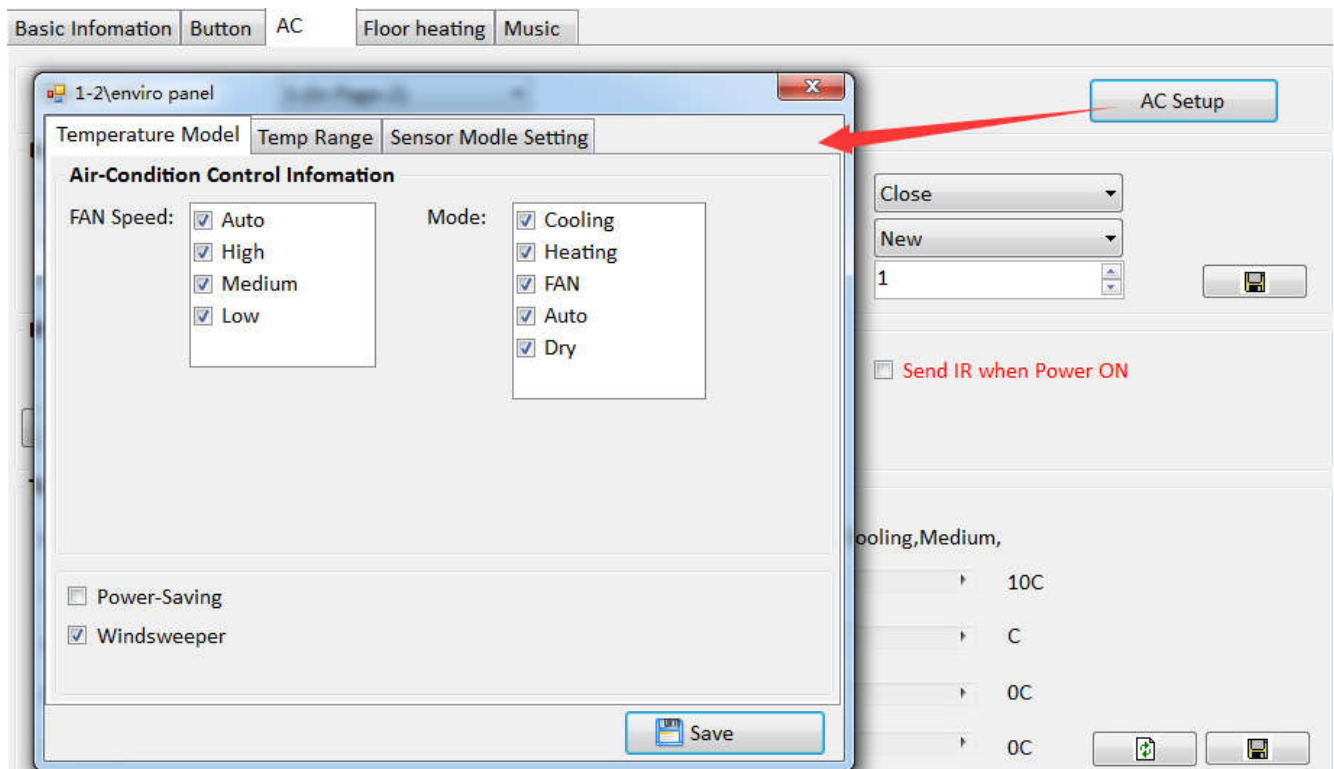 Basic Infomation Button AC Floor heating Music
1-2\enviro panel
AC Setup
Temperature Model Temp Range Sensor Modle Setting
Air-Condition Control Infomation
FAN Speed:
Auto
High
Medium
Low
Mode:
Cooling
Heating
FAN
Auto
Dry
Power-Saving
Windsweeper
Save
Close
New
1
Send IR when Power ON
ooling,Medium,
10C
C
0C
0C